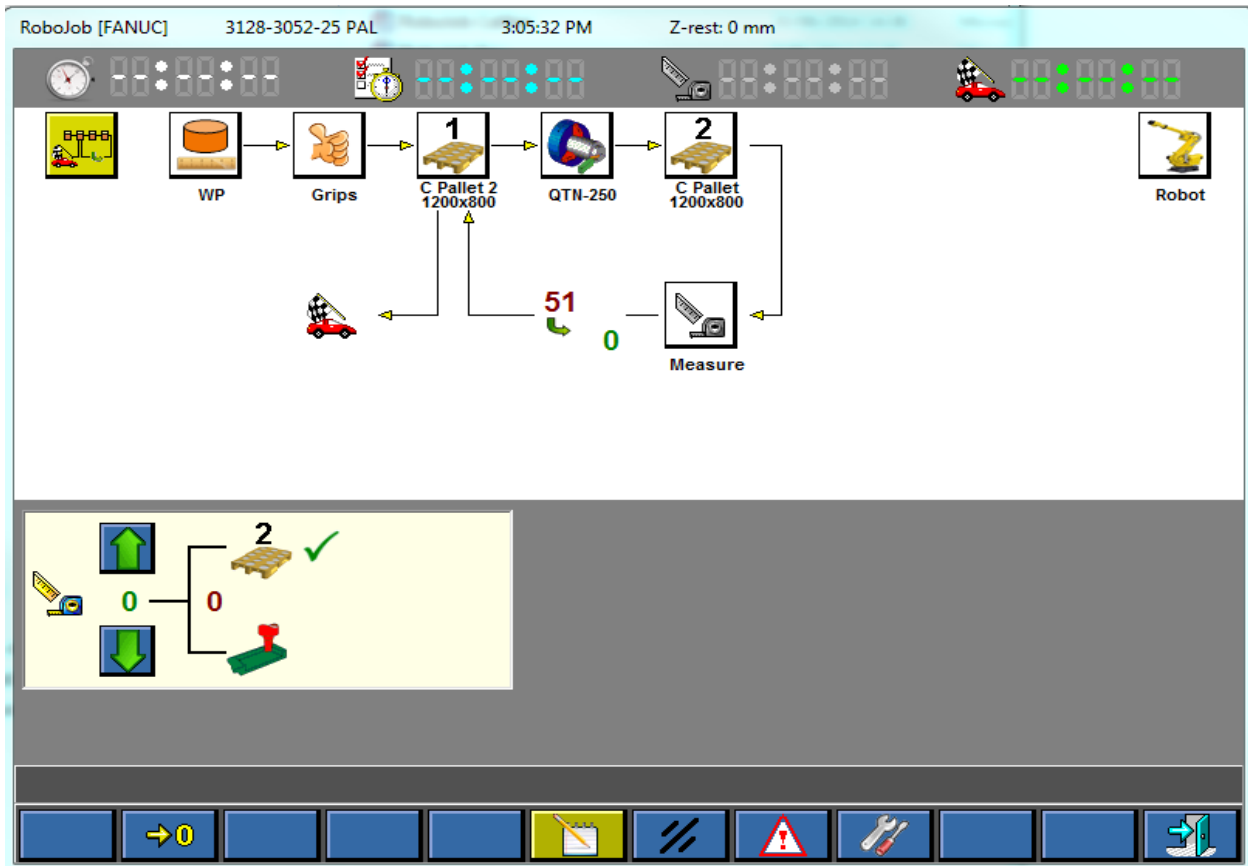 RoboJob [FANUC] 3128-3052-25 PAL 3:05:32 PM Z-rest: 0 mm
--:--:-- --:--:--
1 2
WP Grips C Pallet 2 QTN-250 C Pallet Robot
1200x800 1200x800
51
0
Measure
2
0 0
0